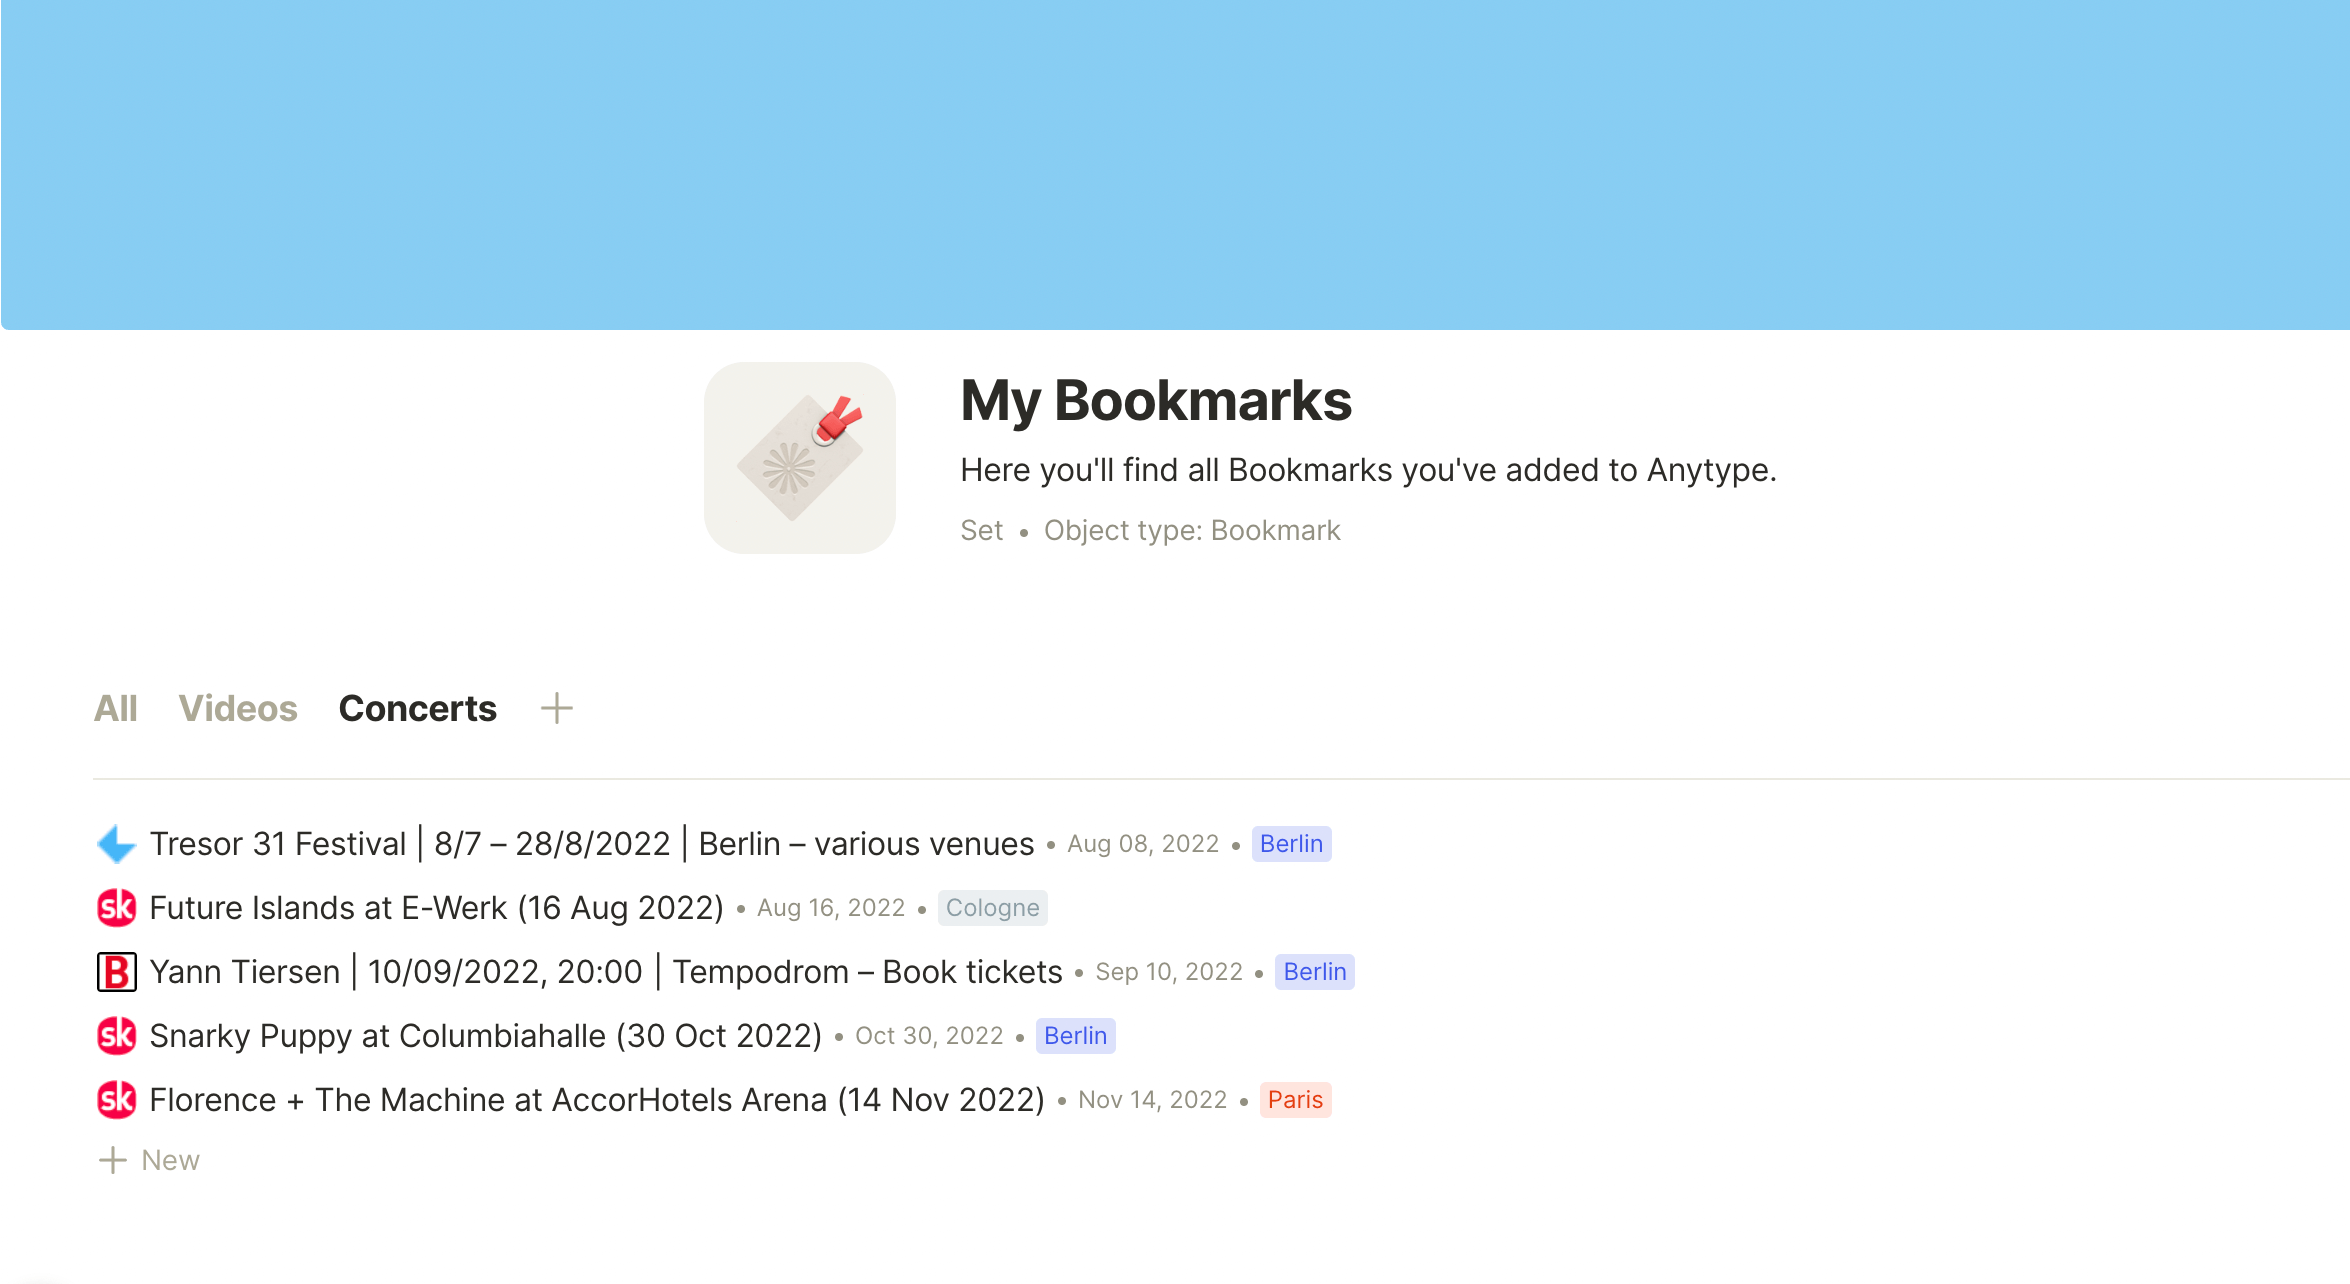 My Bookmarks
Here you'll find all Bookmarks you've added to Anytype.
Set • Object type: Bookmark
All Videos Concerts +
Tresor 31 Festival | 8/7 – 28/8/2022 | Berlin – various venues • Aug 08, 2022 • Berlin
sk Future Islands at E-Werk (16 Aug 2022) • Aug 16, 2022 • Cologne
B Yann Tiersen | 10/09/2022, 20:00 | Tempodrom – Book tickets • Sep 10, 2022 • Berlin
sk Snarky Puppy at Columbiahalle (30 Oct 2022) • Oct 30, 2022 • Berlin
sk Florence + The Machine at AccorHotels Arena (14 Nov 2022) • Nov 14, 2022 • Paris
+ New